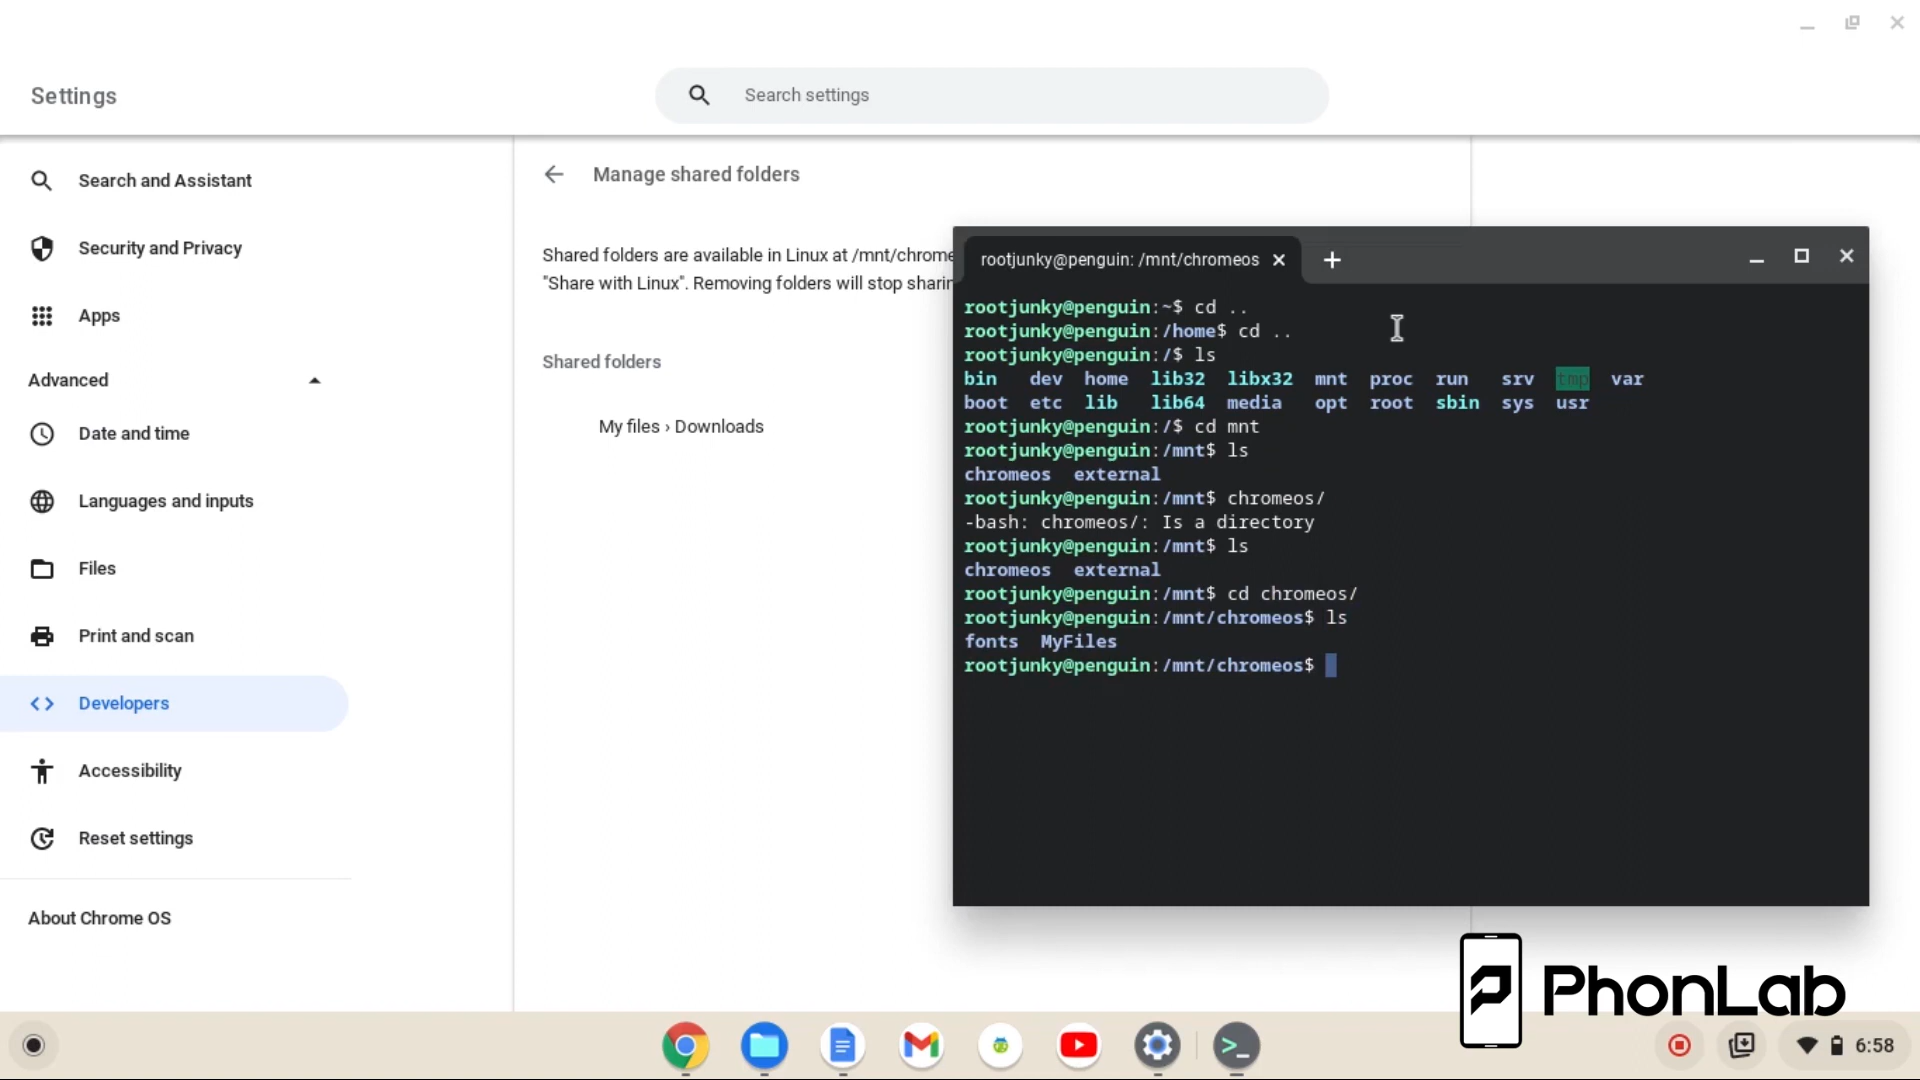 Settings
Search settings
Search and Assistant
Security and Privacy
Apps
Advanced
Date and time
Languages and inputs
Files
Print and scan
Developers
Accessibility
Reset settings
About Chrome OS
Manage shared folders
Shared folders are available in Linux at /mnt/chrome
"Share with Linux". Removing folders will stop
Shared folders
My files › Downloads
rootjunky@penguin: /mnt/chromeos
rootjunky@penguin:~$ cd ..
rootjunky@penguin:/home$ cd ..
rootjunky@penguin:/$ ls
bin dev home lib32 libx32 mnt proc run srv tmp var
boot etc lib lib64 media opt root sbin sys usr
rootjunky@penguin:/$ cd mnt
rootjunky@penguin:/mnt$ ls
chromeos external
rootjunky@penguin:/mnt$ chromeos/
-bash: chromeos/: Is a directory
rootjunky@penguin:/mnt$ ls
chromeos external
rootjunky@penguin:/mnt$ cd chromeos/
rootjunky@penguin:/mnt/chromeos$ ls
fonts MyFiles
rootjunky@penguin:/mnt/chromeos$
PhonLab
6:58